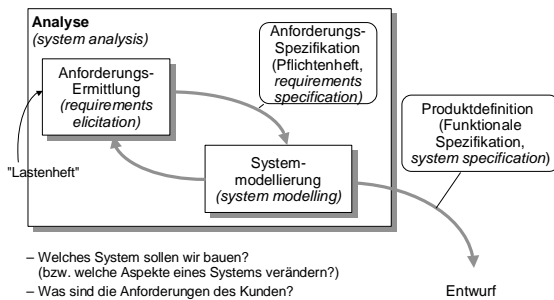 Analyse
(system analysis)
Anforderungs-
Ermittlung
(requirements
elicitation)
Anforderungs-
Spezifikation
(Pflichtenheft,
requirements
specification)
Produktdefinition
(Funktionale
Spezifikation,
system specification)
"Lastenheft"
System-
modellierung
(system modelling)
– Welches System sollen wir bauen?
(bzw. welche Aspekte eines Systems verändern?)
– Was sind die Anforderungen des Kunden?
Entwurf